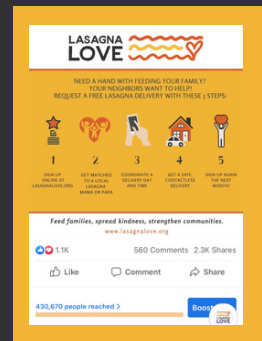 LASAGNA
LOVE
NEED A HAND WITH FEEDING YOUR FAMILY?
YOUR NEIGHBORS WANT TO HELP!
REQUEST A FREE LASAGNA DELIVERY WITH THESE 5 STEPS:
1 2 3 4 5
SIGN UP
ONLINE AT
LASAGNALOVE.ORG
GET MATCHED
TO A LOCAL
LASAGNA
MAMA OR PAPA
COORDINATE A
DELIVERY DAY
AND TIME
GET A SAFE,
CONTACTLESS
DELIVERY
SIGN UP AGAIN
THE NEXT
MONTH
Feed families, spread kindness, strengthen communities.
www.lasagnalove.org
1.1K 560 Comments 2.3K Shares
Like Comment Share
430,670 people reached > Boost
LOVE